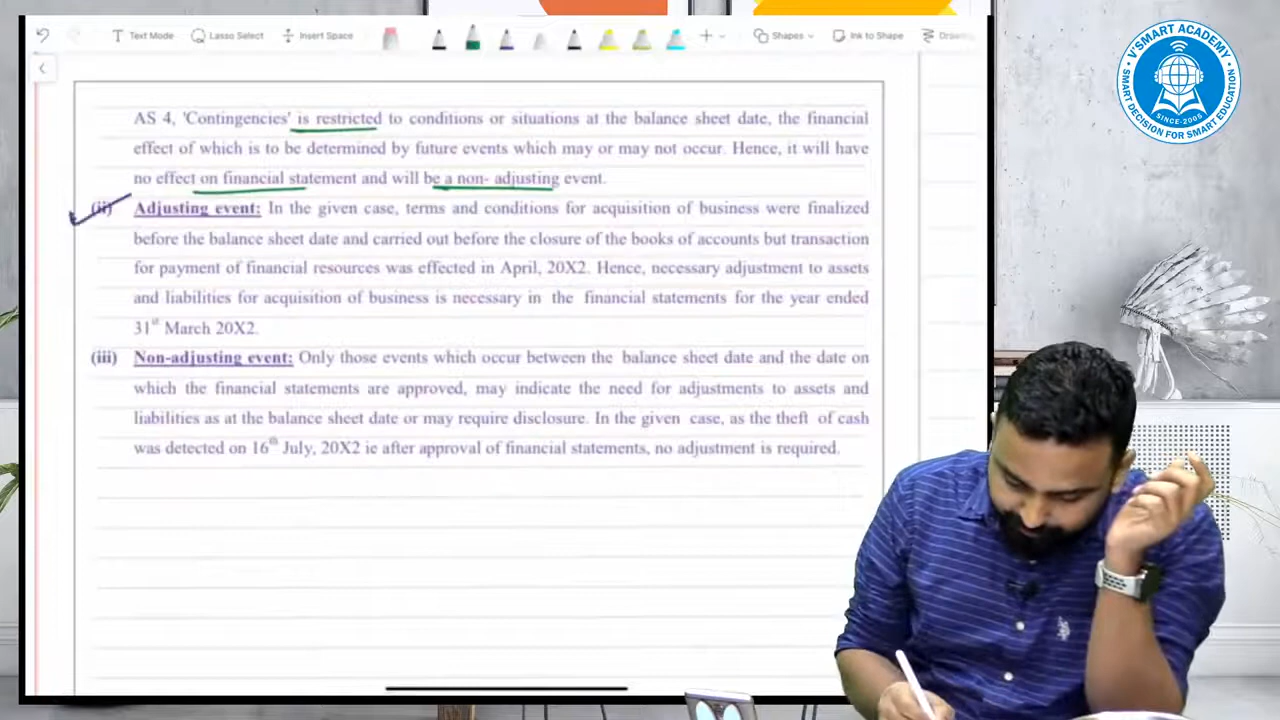 Text Mode
Lasso Select
Insert Space
Shapes
Ink to Shape
AS 4, 'Contingencies' is restricted to conditions or situations at the balance sheet date, the financial
effect of which is to be determined by future events which may or may not occur. Hence, it will have
no effect on financial statement and will be a non- adjusting event.
(ii) Adjusting event: In the given case, terms and conditions for acquisition of business were finalized
before the balance sheet date and carried out before the closure of the books of accounts but transaction
for payment of financial resources was effected in April, 20X2. Hence, necessary adjustment to assets
and liabilities for acquisition of business is necessary in the financial statements for the year ended
31st March 20X2.
(iii) Non-adjusting event: Only those events which occur between the balance sheet date and the date on
which the financial statements are approved, may indicate the need for adjustments to assets and
liabilities as at the balance sheet date or may require disclosure. In the given case, as the theft of cash
was detected on 16th July, 20X2 ie after approval of financial statements, no adjustment is required.
V'SMART ACADEMY
SINCE-2005
SMART DECISION FOR SMART EDUCATION